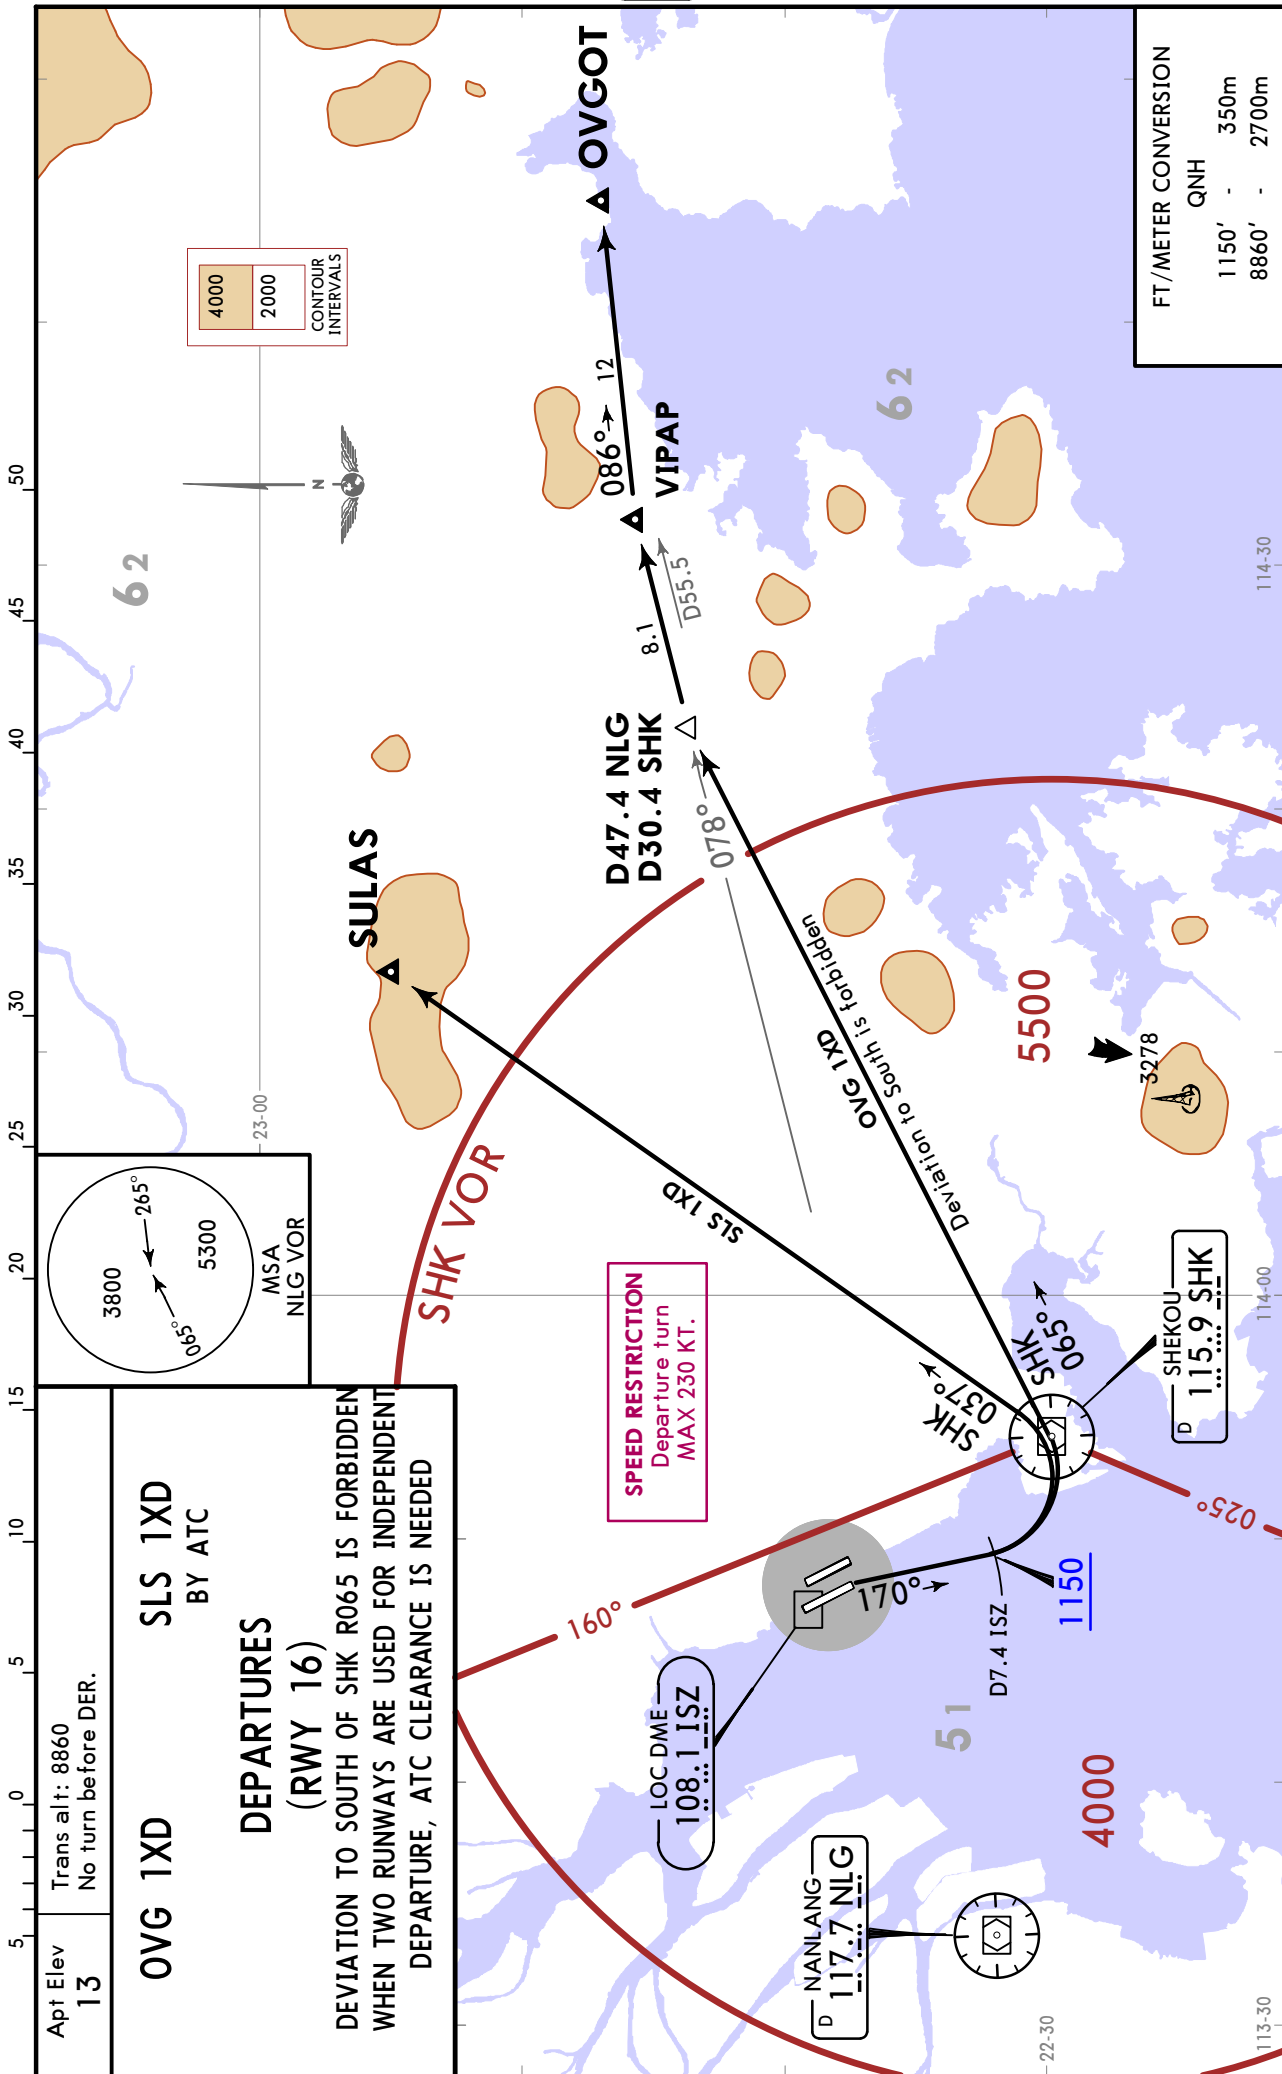 Apt Elev
13
Trans alt: 8860
No turn before DER.
OVG 1XD
SLS 1XD
BY ATC
DEPARTURES
(RWY 16)
DEVIATION TO SOUTH OF SHK R065 IS FORBIDDEN
WHEN TWO RUNWAYS ARE USED FOR INDEPENDENT
DEPARTURE, ATC CLEARANCE IS NEEDED
5 0 5 10 15 20 25 30 35 40 45 50
3800
265°
065°
5300
MSA
NLG VOR
23-00
62
N
4000
2000
CONTOUR
INTERVALS
SULAS
SHK VOR
OVGOT
12
086°
VIPAP
8.1
D55.5
D47.4 NLG
D30.4 SHK
078°
SLS 1XD
OVG 1XD
Deviation to South is forbidden
SPEED RESTRICTION
Departure turn
MAX 230 KT.
160°
LOC DME
108.1 ISZ
170°
D7.4 ISZ
1150
SHK
037°
SHK
065°
SHEKOU
D 115.9 SHK
025°
51
4000
NANLANG
D 117.7 NLG
5500
3278
62
22-30
113-30
114-00
114-30
FT/METER CONVERSION
QNH
1150' - 350m
8860' - 2700m